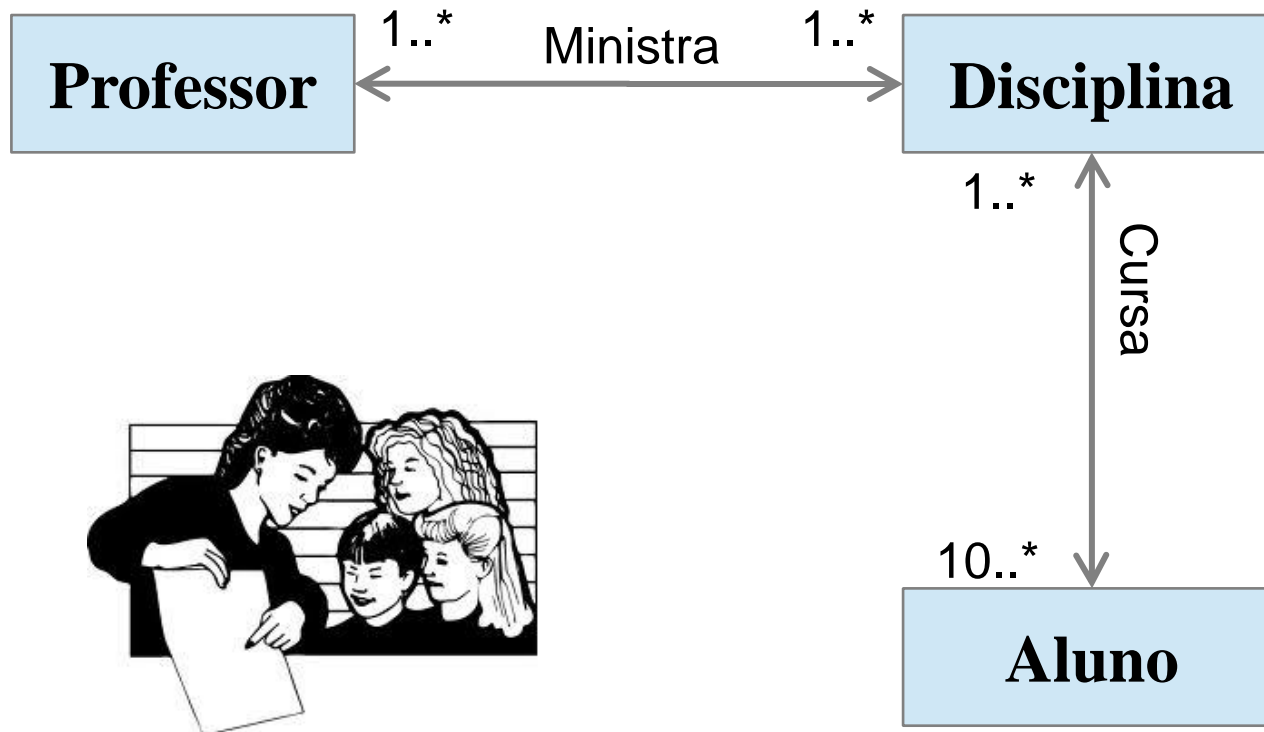 1..*
Ministra
1..*
Professor
Disciplina
1..*
Cursa
10..*
Aluno